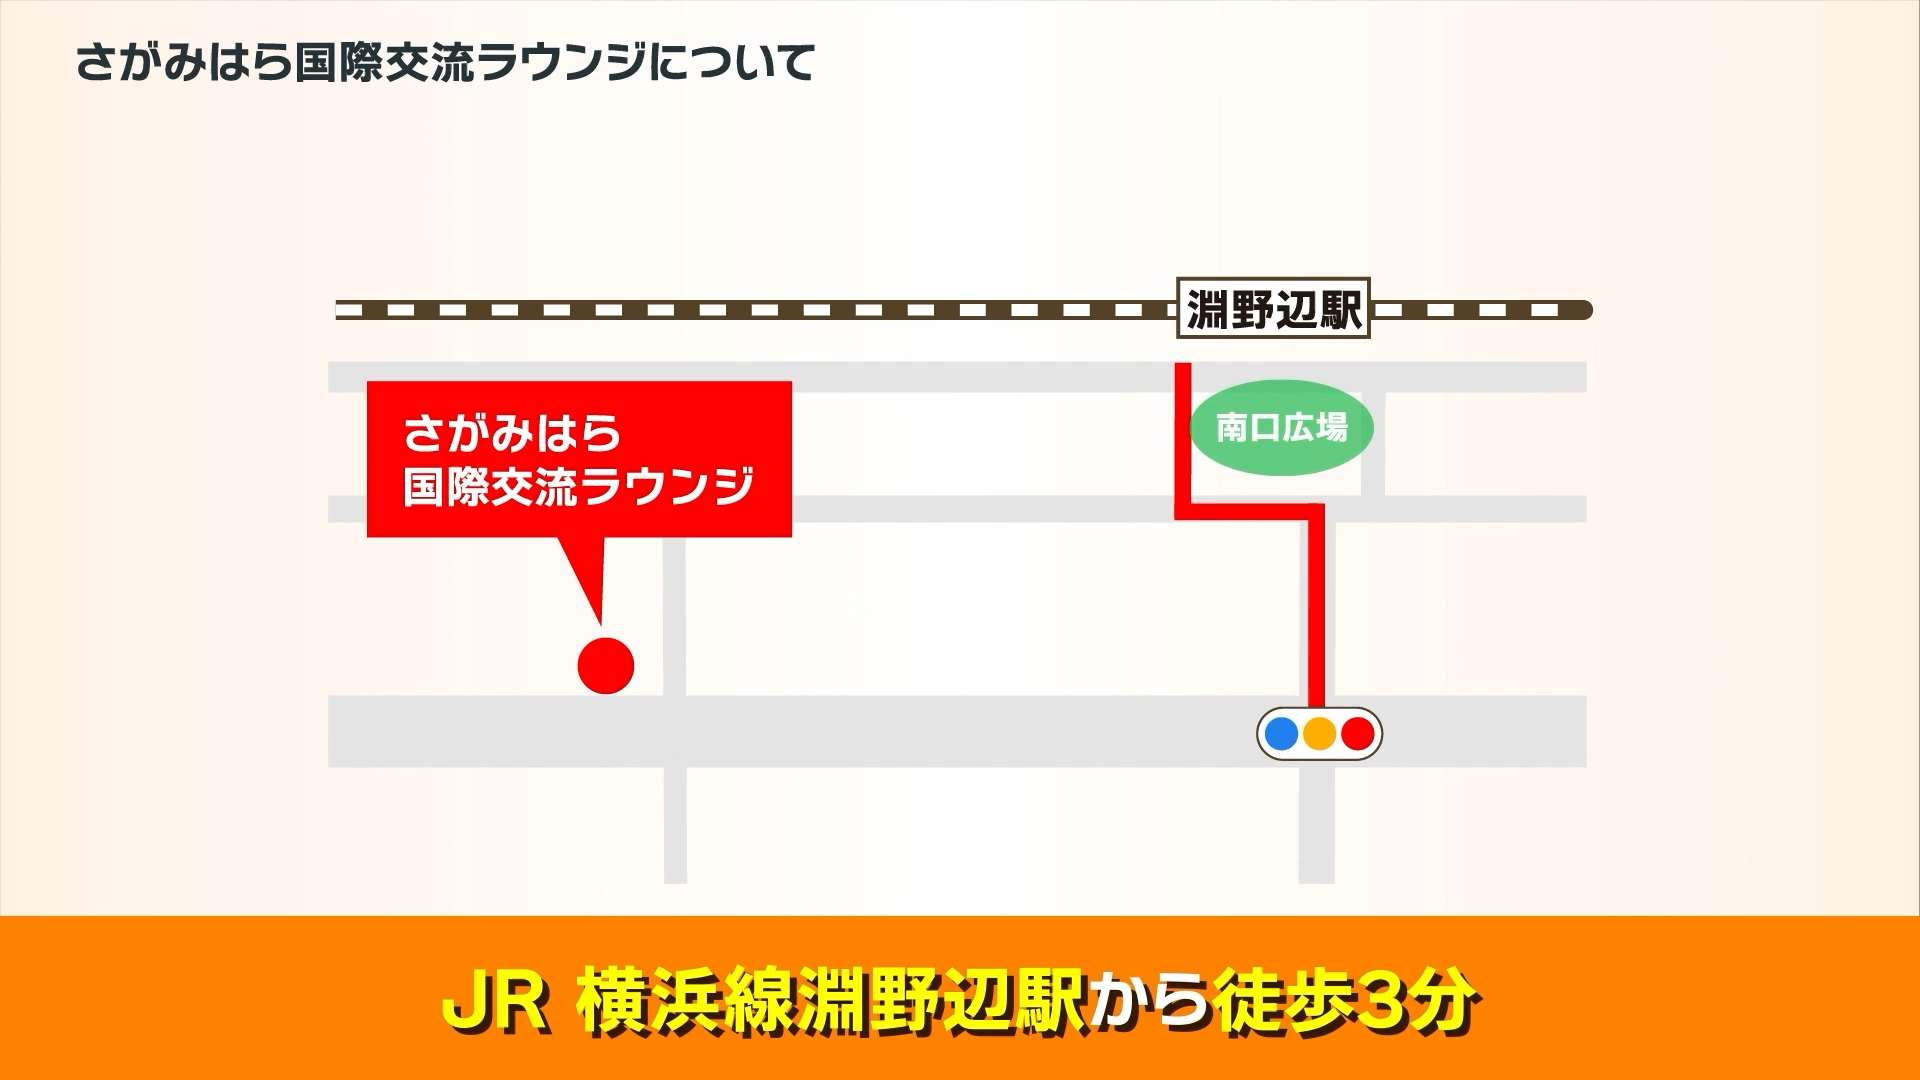 さがみはら国際交流ラウンジについて
淵野辺駅
南口広場
さがみはら
国際交流ラウンジ
JR 横浜線淵野辺駅から徒歩3分